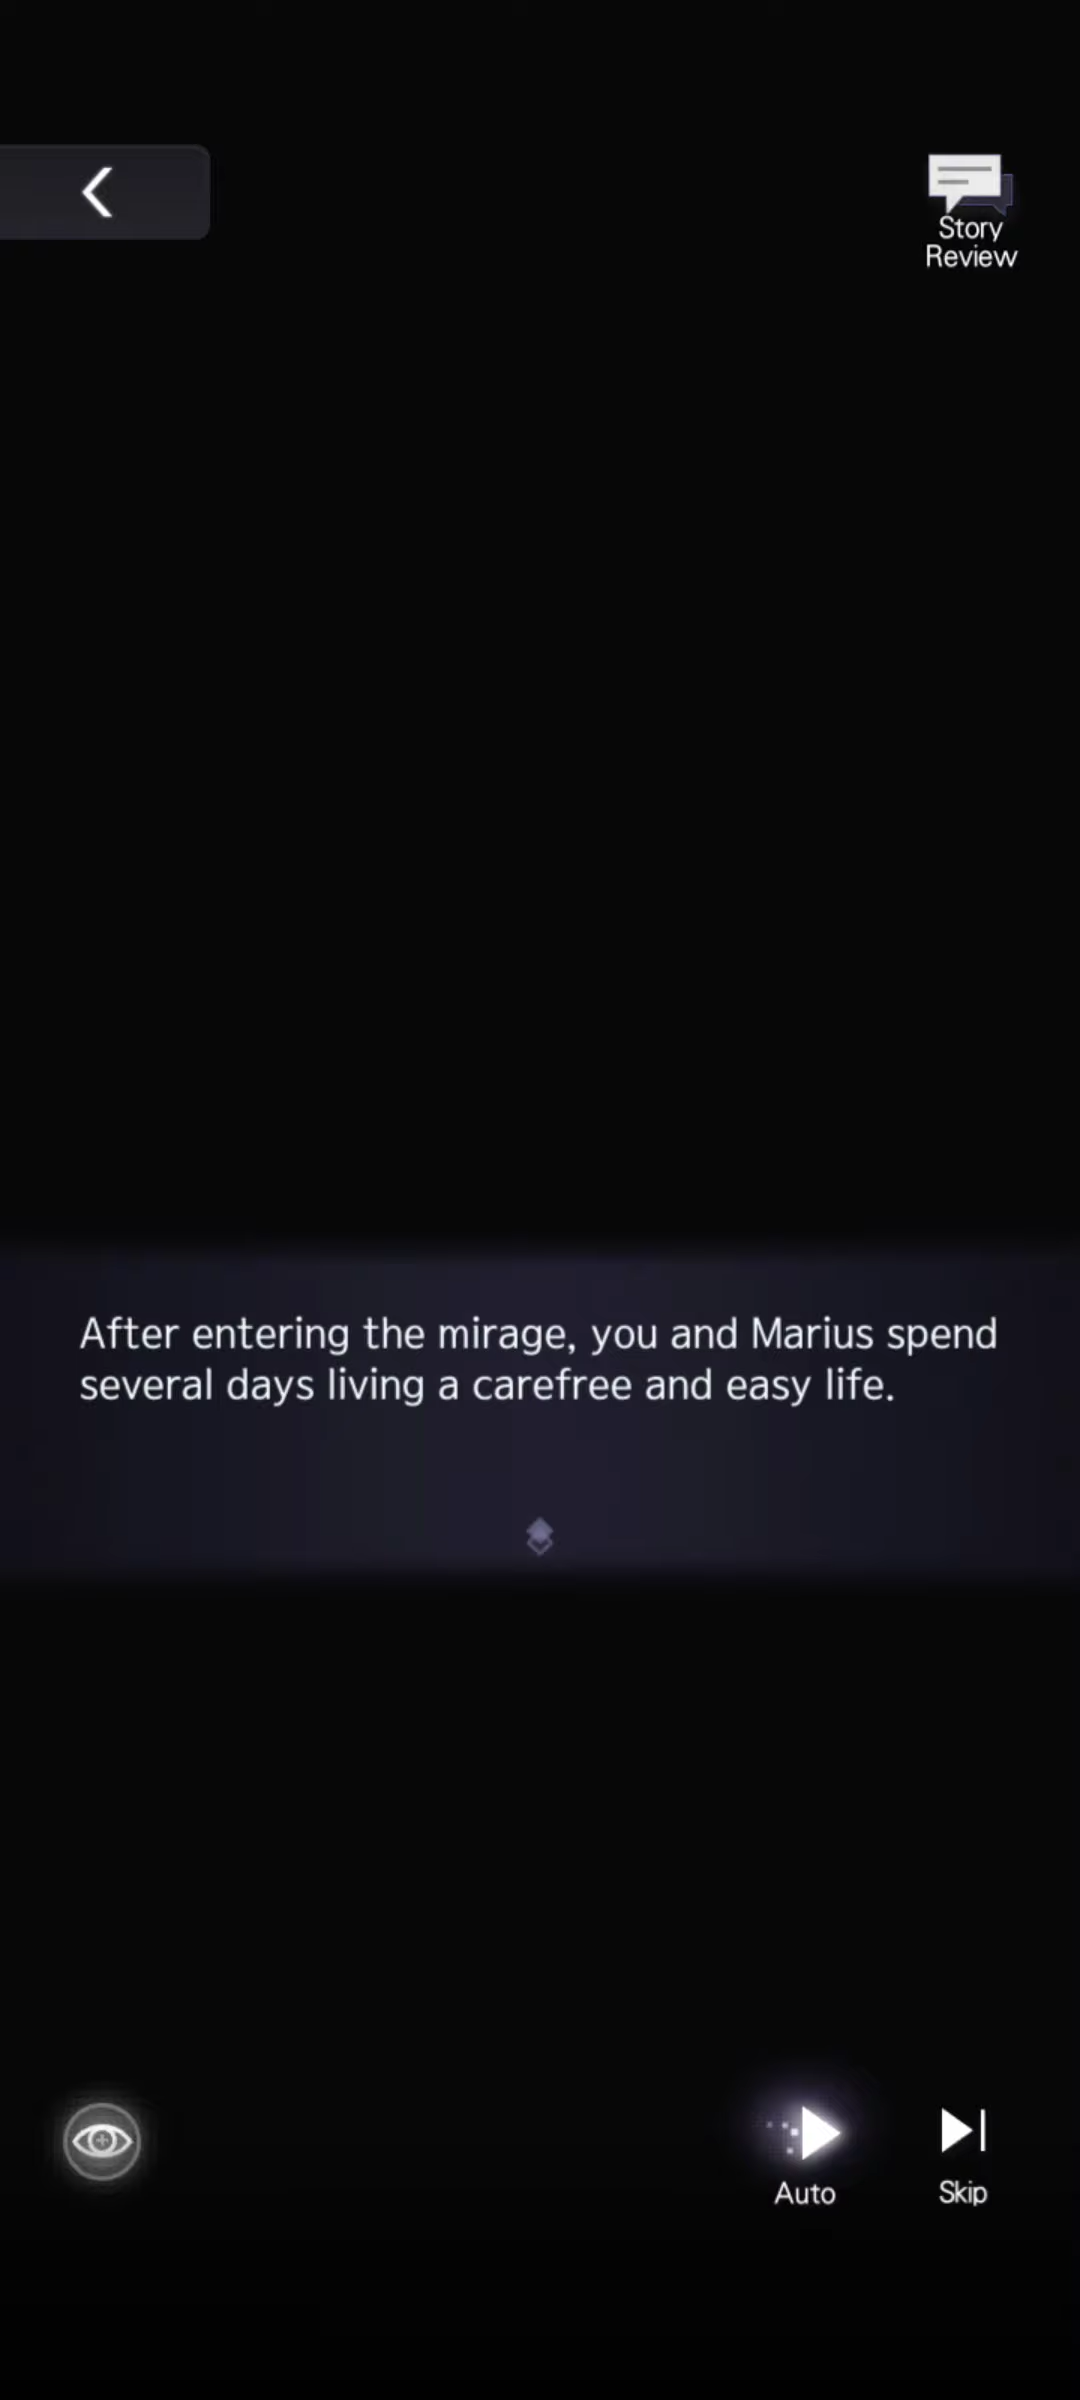 Story
Review
After entering the mirage, you and Marius spend
several days living a carefree and easy life.
Auto
Skip